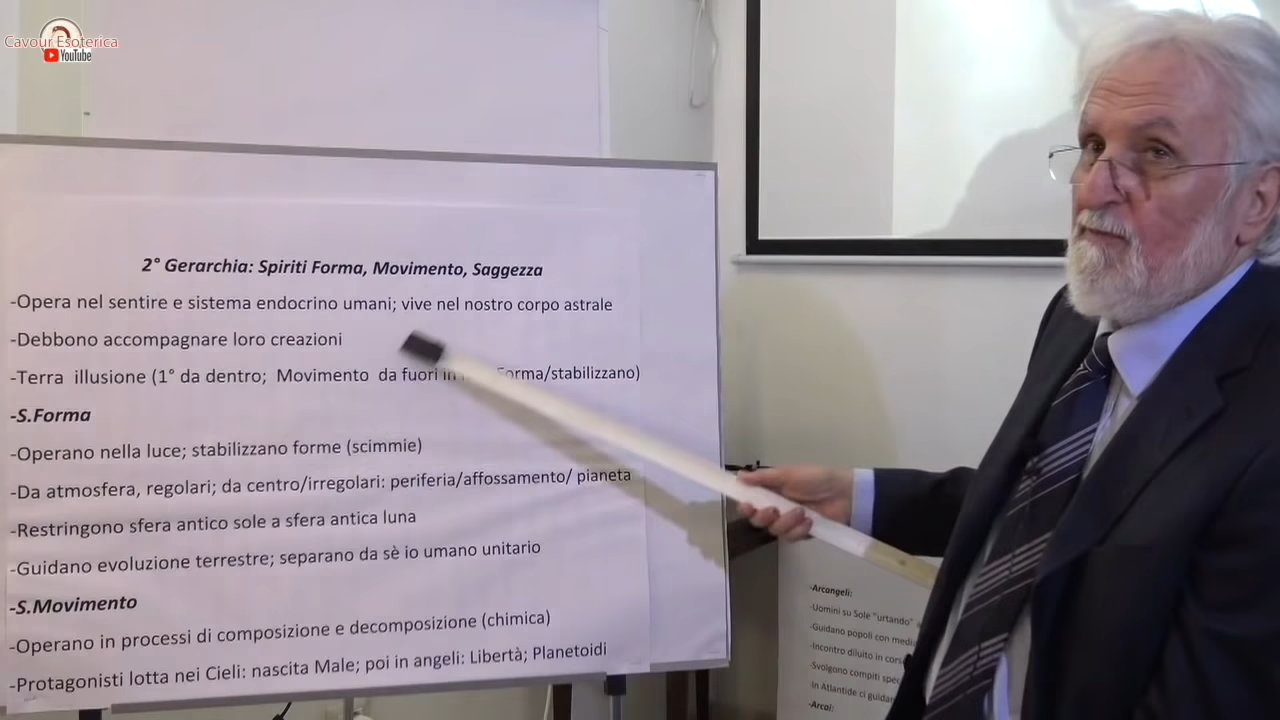 Cavour Esoterica
YouTube
2° Gerarchia: Spiriti Forma, Movimento, Saggezza
-Opera nel sentire e sistema endocrino umani; vive nel nostro corpo astrale
-Debbono accompagnare loro creazioni
-Terra illusione (1° da dentro; Movimento da fuori in Forma/stabilizzano)
-S.Forma
-Operano nella luce; stabilizzano forme (scimmie)
-Da atmosfera, regolari; da centro/irregolari: periferia/affossamento/ pianeta
-Restringono sfera antico sole a sfera antica luna
-Guidano evoluzione terrestre; separano da sè io umano unitario
-S.Movimento
-Operano in processi di composizione e decomposizione (chimica)
-Protagonisti lotta nei Cieli: nascita Male; poi in angeli: Libertà; Planetoidi
-Arcangeli:
-Uomini su Sole "urtando"
-Guidano popoli con
-Incontro diluito in
-Svolgono compiti
-In Atlantide ci
-Arcai: